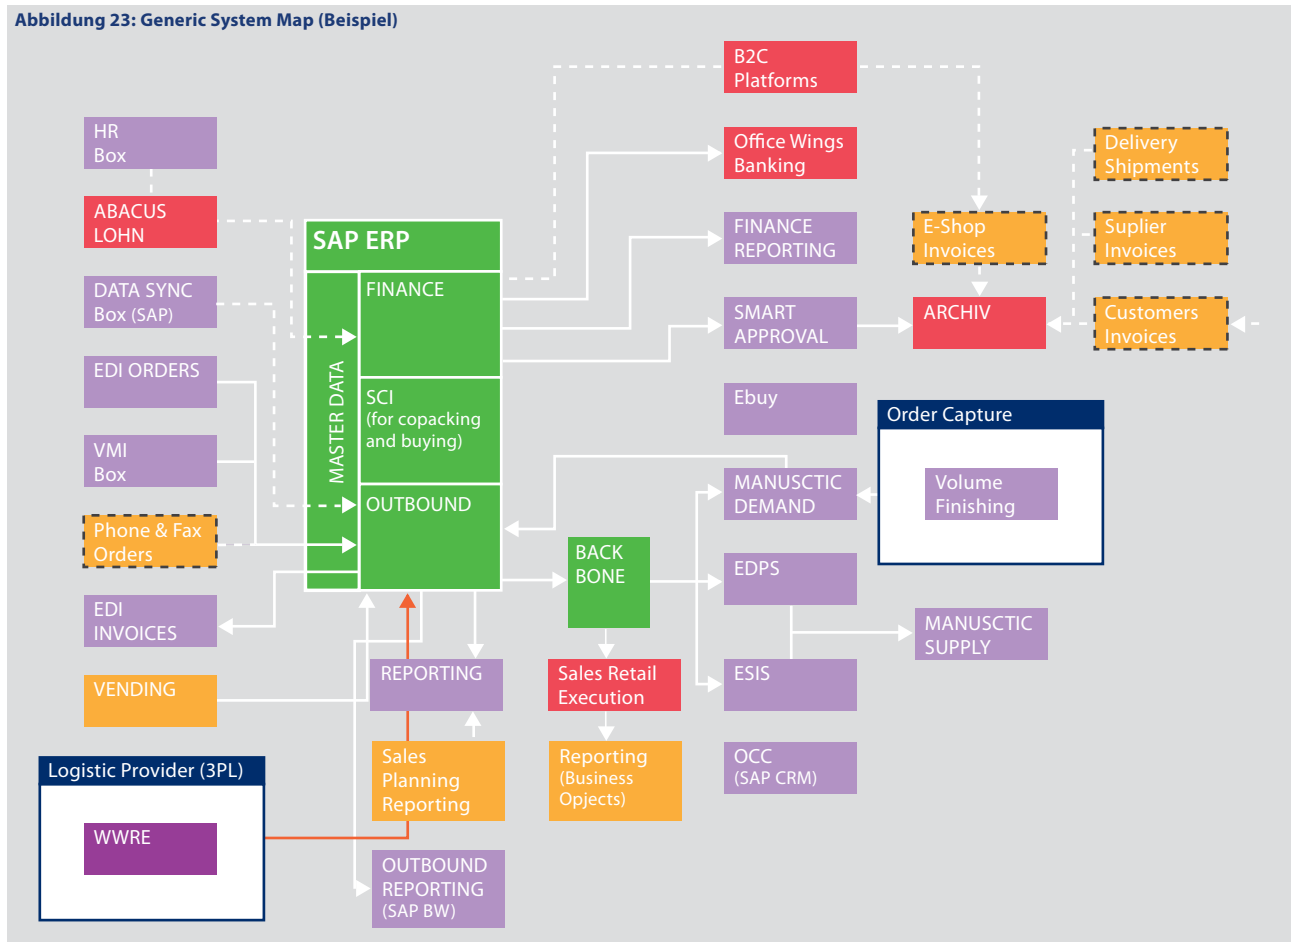 Abbildung 23: Generic System Map (Beispiel)
HR
Box
ABACUS
LOHN
DATA SYNC
Box (SAP)
EDI ORDERS
VMI
Box
Phone & Fax
Orders
EDI
INVOICES
VENDING
Logistic Provider (3PL)
WWRE
SAP ERP
MASTER DATA
FINANCE
SCI
(for copacking
and buying)
OUTBOUND
REPORTING
Sales
Planning
Reporting
OUTBOUND
REPORTING
(SAP BW)
BACK
BONE
Sales Retail
Execution
Reporting
(Business
Opjects)
B2C
Platforms
Office Wings
Banking
FINANCE
REPORTING
SMART
APPROVAL
Ebuy
MANUSCTIC
DEMAND
EDPS
ESIS
OCC
(SAP CRM)
E-Shop
Invoices
ARCHIV
Order Capture
Volume
Finishing
MANUSCTIC
SUPPLY
Delivery
Shipments
Suplier
Invoices
Customers
Invoices